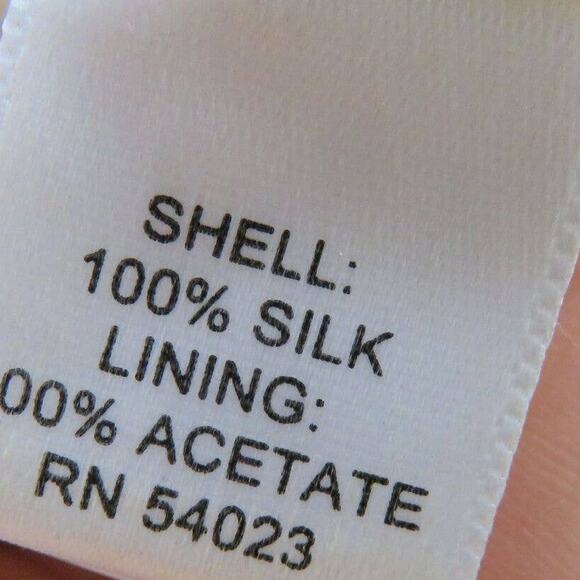 SHELL:
100% SILK
LINING:
00% ACETATE
RN 54023